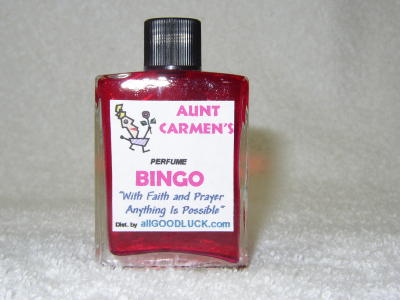 AUNT
CARMEN'S
PERFUME
BINGO
"With Faith and Prayer
Anything Is Possible"
Dist. by allGOODLUCK.com